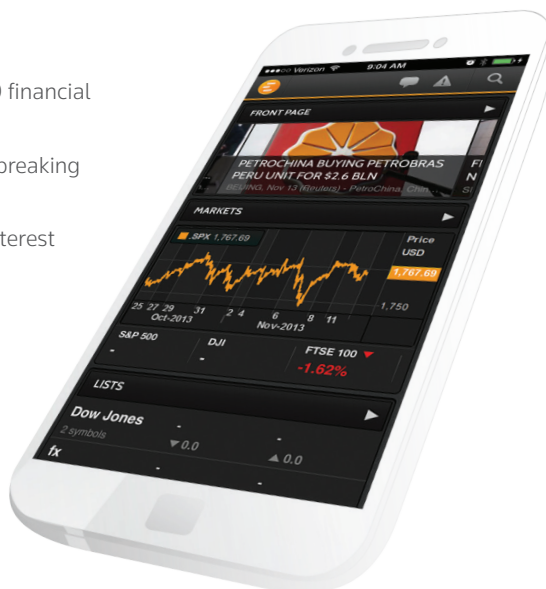 financial
breaking
terest
Verizon 9:04 AM
FRONT PAGE
PETROCHINA BUYING PETROBRAS
PERU UNIT FOR $2.6 BLN
BEIJING, Nov 13 (Reuters) - PetroChina, Chin...
MARKETS
.SPX 1,767.69
Price
USD
1,767.69
1,750
25 27 29 31 2 4 6 8 11
Oct-2013 Nov-2013
S&P 500 DJI FTSE 100
- - -1.62%
LISTS
Dow Jones - -
2 symbols 0.0 0.0
fx - -